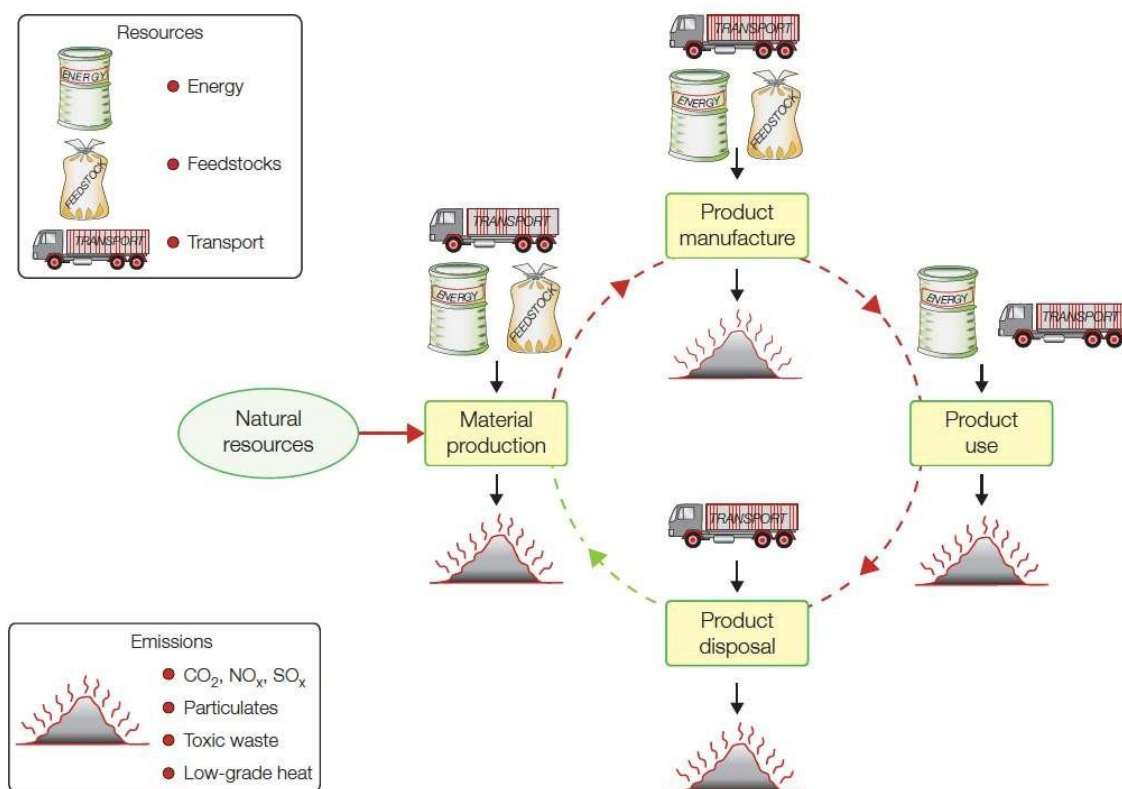 Resources
ENERGY
Energy
FEEDSTOCK
Feedstocks
TRANSPORT
Transport
TRANSPORT
ENERGY
FEEDSTOCK
Product
manufacture
TRANSPORT
ENERGY
FEEDSTOCK
ENERGY
TRANSPORT
Natural
resources
Material
production
Product
use
TRANSPORT
Product
disposal
Emissions
CO₂, NOₓ, SOₓ
Particulates
Toxic waste
Low-grade heat